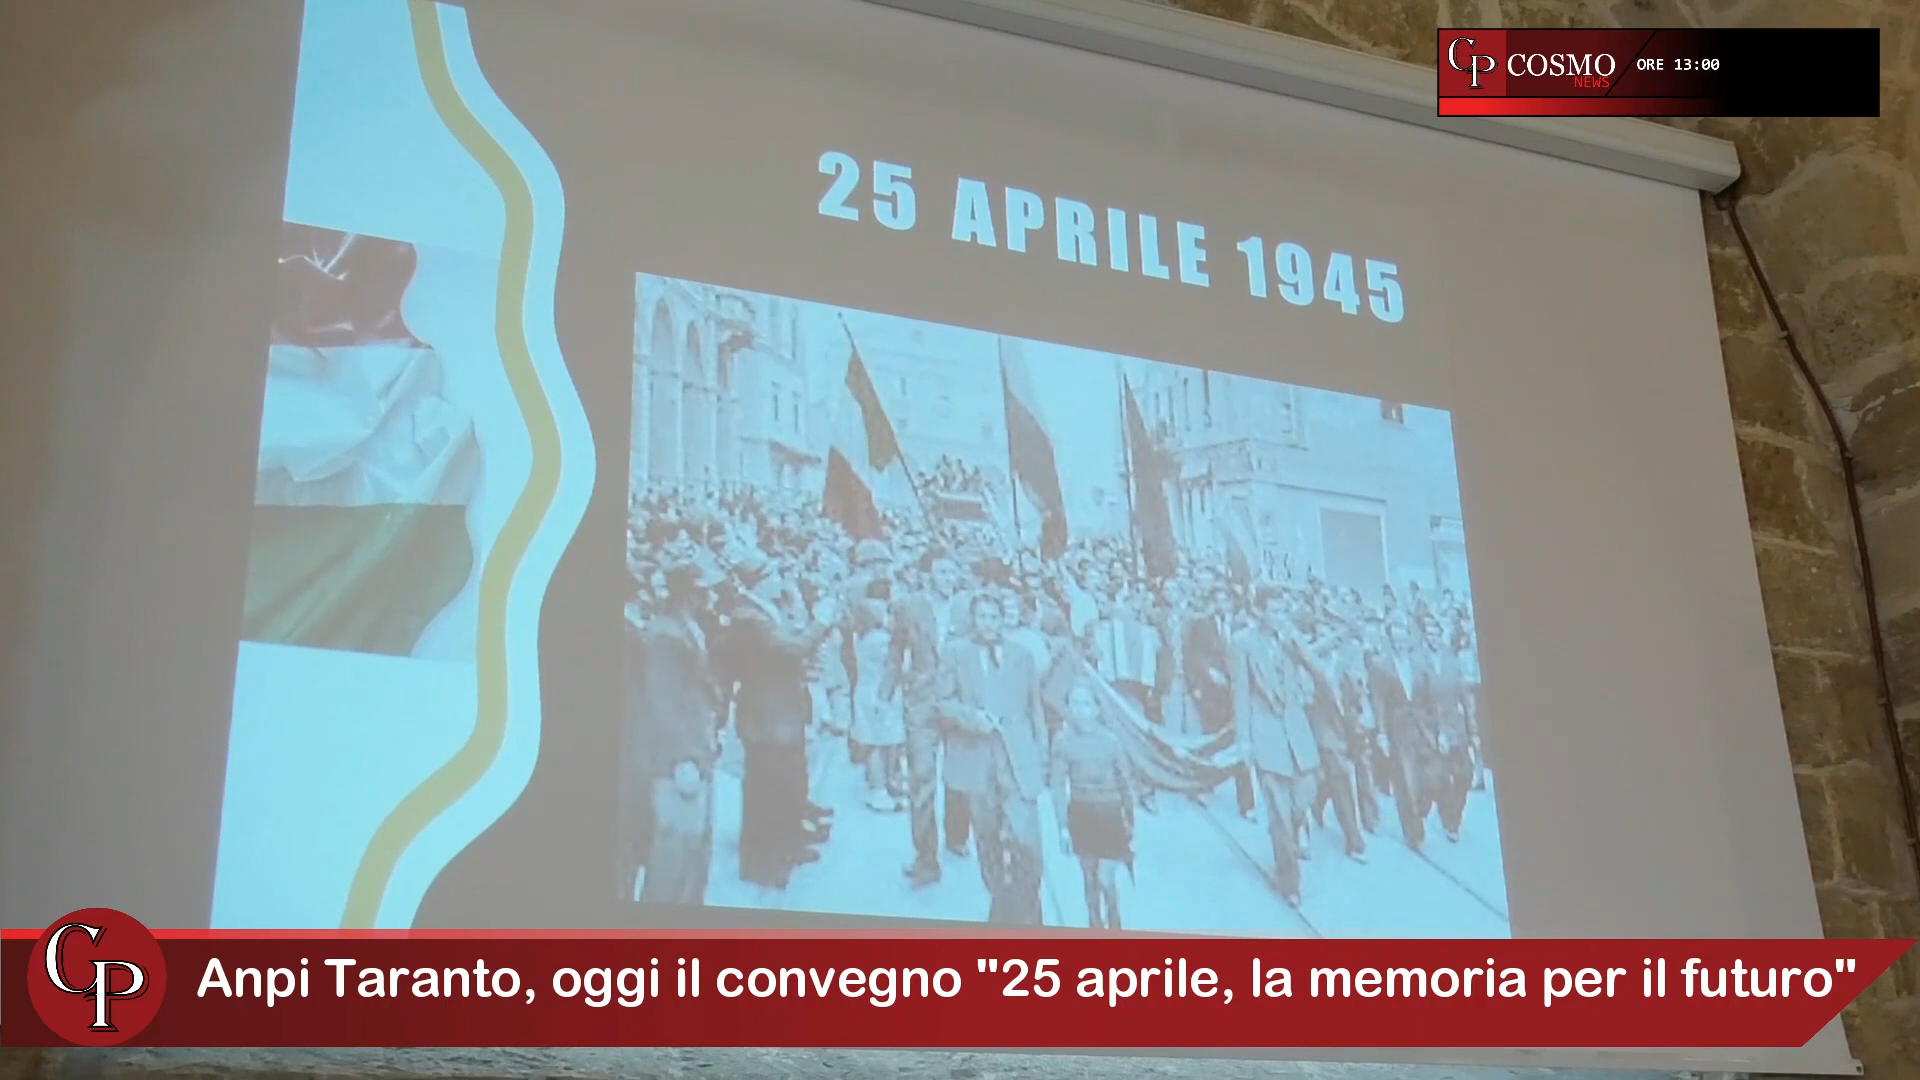 CP COSMO
NEWS
ORE 13:00
25 APRILE 1945
CP
Anpi Taranto, oggi il convegno "25 aprile, la memoria per il futuro"